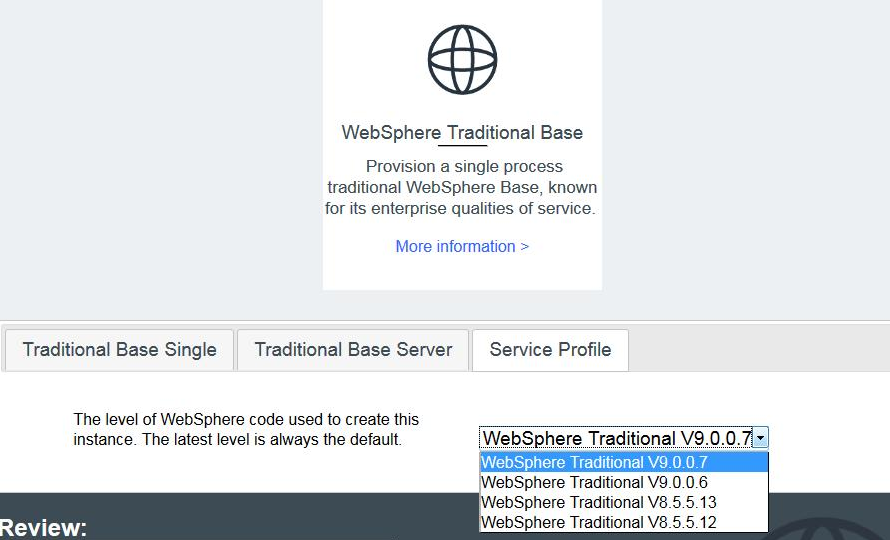 WebSphere Traditional Base
Provision a single process
traditional WebSphere Base, known
for its enterprise qualities of service.
More information >
Traditional Base Single
Traditional Base Server
Service Profile
The level of WebSphere code used to create this
instance. The latest level is always the default.
WebSphere Traditional V9.0.0.7
WebSphere Traditional V9.0.0.7
WebSphere Traditional V9.0.0.6
WebSphere Traditional V8.5.5.13
WebSphere Traditional V8.5.5.12
Review: